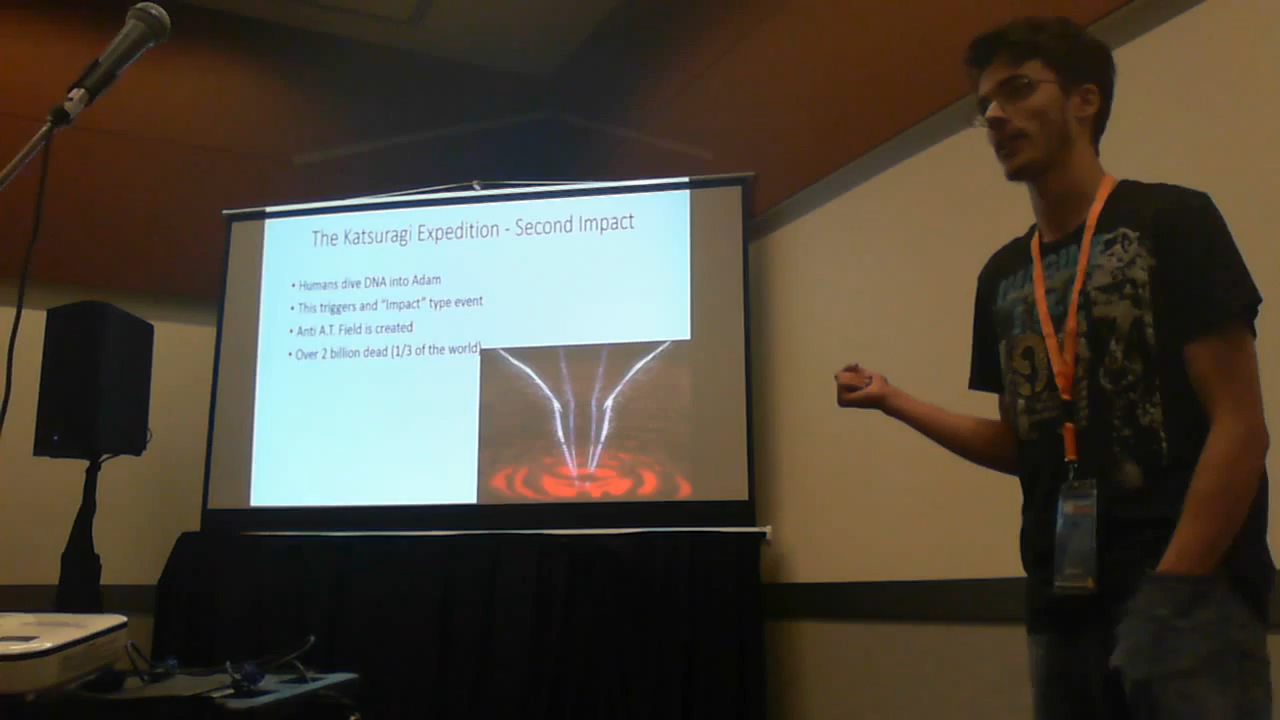 The Katsuragi Expedition - Second Impact
• Humans dive DNA into Adam
• This triggers and "Impact" type event
• Anti A.T. Field is created
• Over 2 billion dead (1/3 of the world)